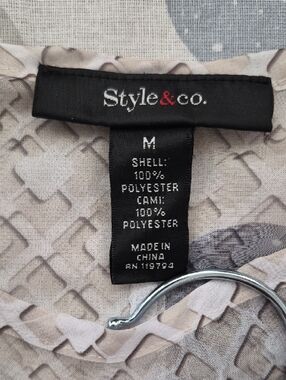 Style&co.
M
SHELL:
100%
POLYESTER
CAMI:
100%
POLYESTER
MADE IN
CHINA
RN 119794